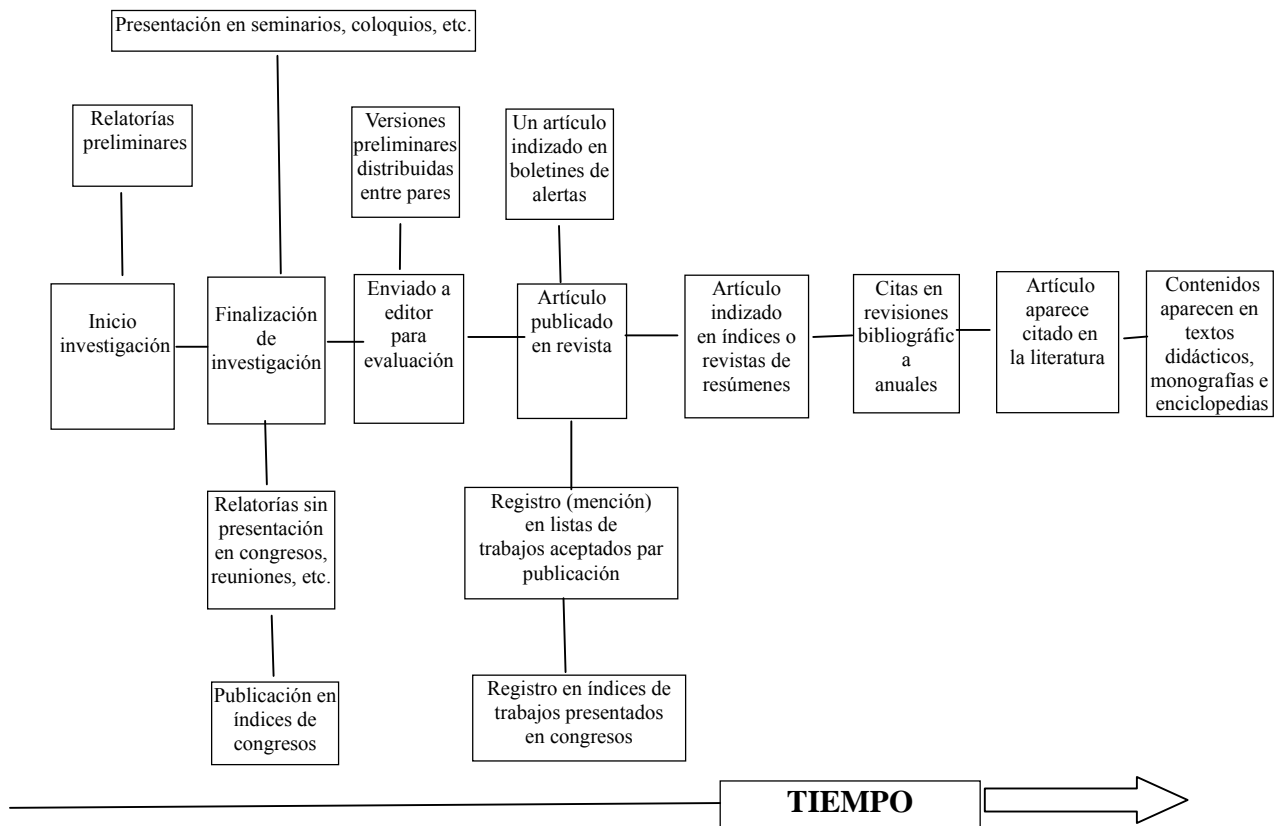 Presentación en seminarios, coloquios, etc.
Relatorías
preliminares
Versiones
preliminares
distribuidas
entre pares
Un artículo
indizado en
boletines de
alertas
Inicio
investigación
Finalización
de
investigación
Enviado a
editor
para
evaluación
Artículo
publicado
en revista
Artículo
indizado
en índices o
revistas de
resúmenes
Citas en
revisiones
bibliográfic
a
anuales
Artículo
aparece
citado en
la literatura
Contenidos
aparecen en
textos
didácticos,
monografías e
enciclopedias
Relatorías sin
presentación
en congresos,
reuniones, etc.
Registro (mención)
en listas de
trabajos aceptados par
publicación
Publicación en
índices de
congresos
Registro en índices de
trabajos presentados
en congresos
TIEMPO